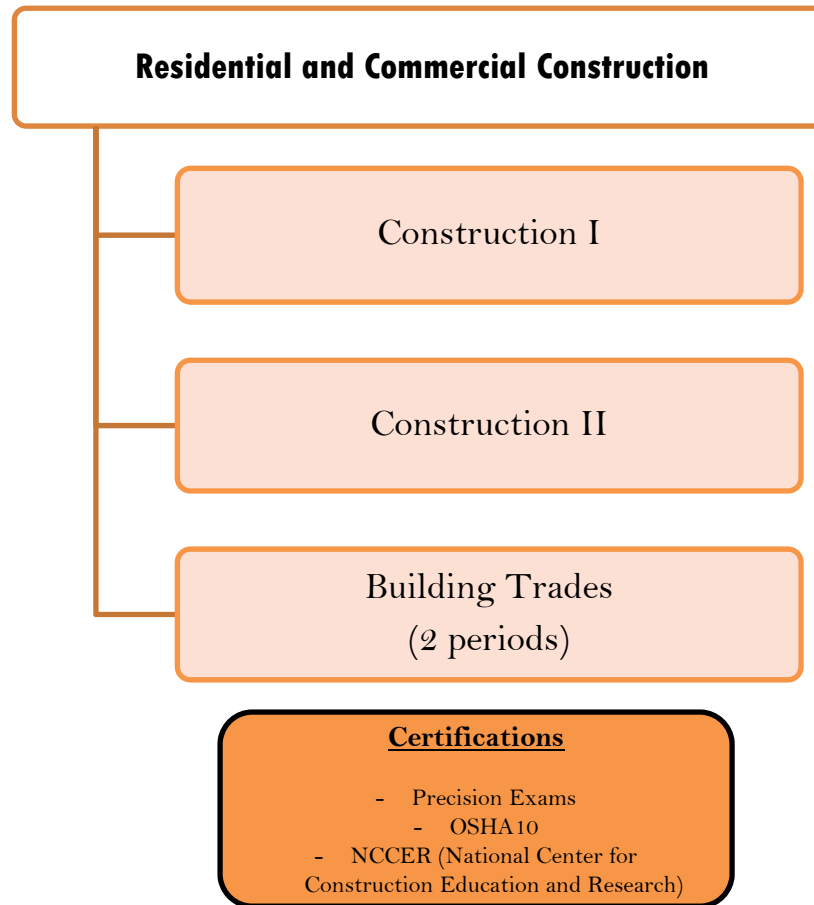 Residential and Commercial Construction
Construction I
Construction II
Building Trades
(2 periods)
Certifications
- Precision Exams
- OSHA10
- NCCER (National Center for
Construction Education and Research)